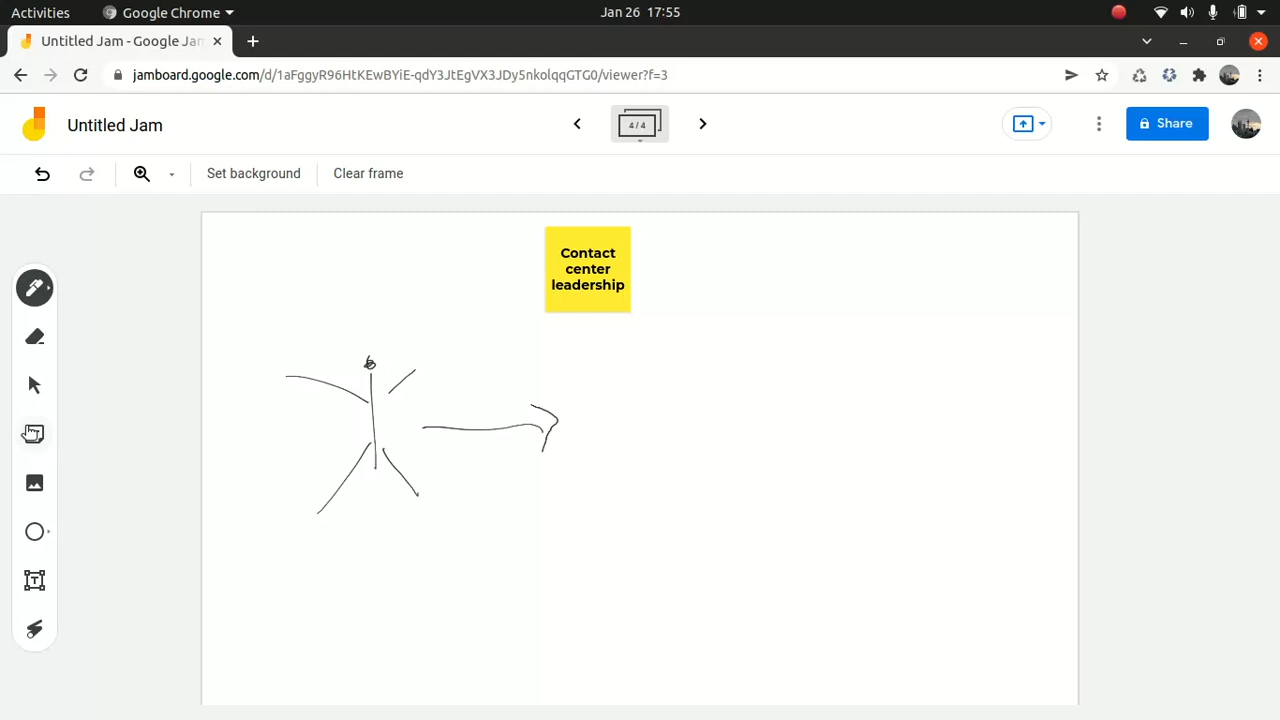 Activities Google Chrome Jan 26 17:55
Untitled Jam - Google Jam
jamboard.google.com/d/1aFggyR96HtKEwBYiE-qdY3JtEgVX3JDy5nkolqqGTG0/viewer?f=3
Untitled Jam 4/4 Share
Set background Clear frame
Contact
center
leadership